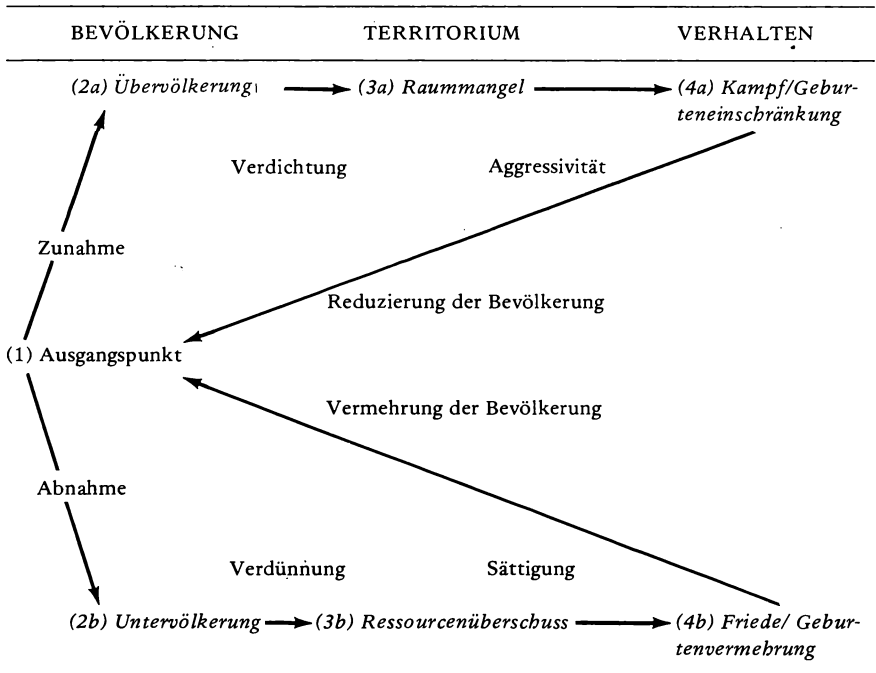 BEVÖLKERUNG TERRITORIUM VERHALTEN
(2a) Übervölkerung (3a) Raummangel (4a) Kampf/Gebur-
teneinschränkung
Verdichtung Aggressivität
Zunahme
Reduzierung der Bevölkerung
(1) Ausgangspunkt
Vermehrung der Bevölkerung
Abnahme
Verdünnung Sättigung
(2b) Untervölkerung (3b) Ressourcenüberschuss (4b) Friede/ Gebur-
tenvermehrung